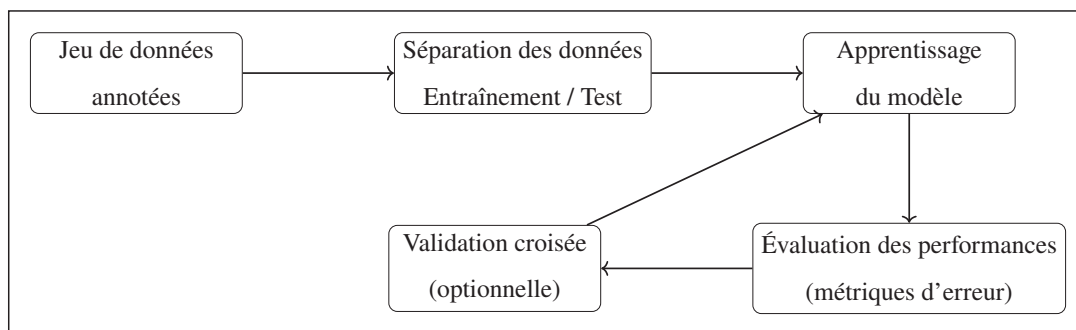 Jeu de données
annotées
Séparation des données
Entraînement / Test
Apprentissage
du modèle
Validation croisée
(optionnelle)
Évaluation des performances
(métriques d'erreur)